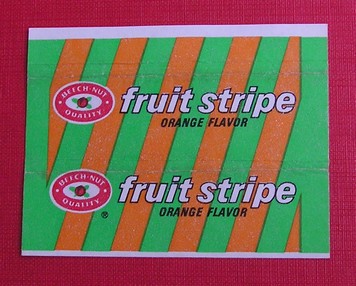 BEECH-NUT
QUALITY
fruit stripe
ORANGE FLAVOR
BEECH-NUT
QUALITY
®
fruit stripe
ORANGE FLAVOR